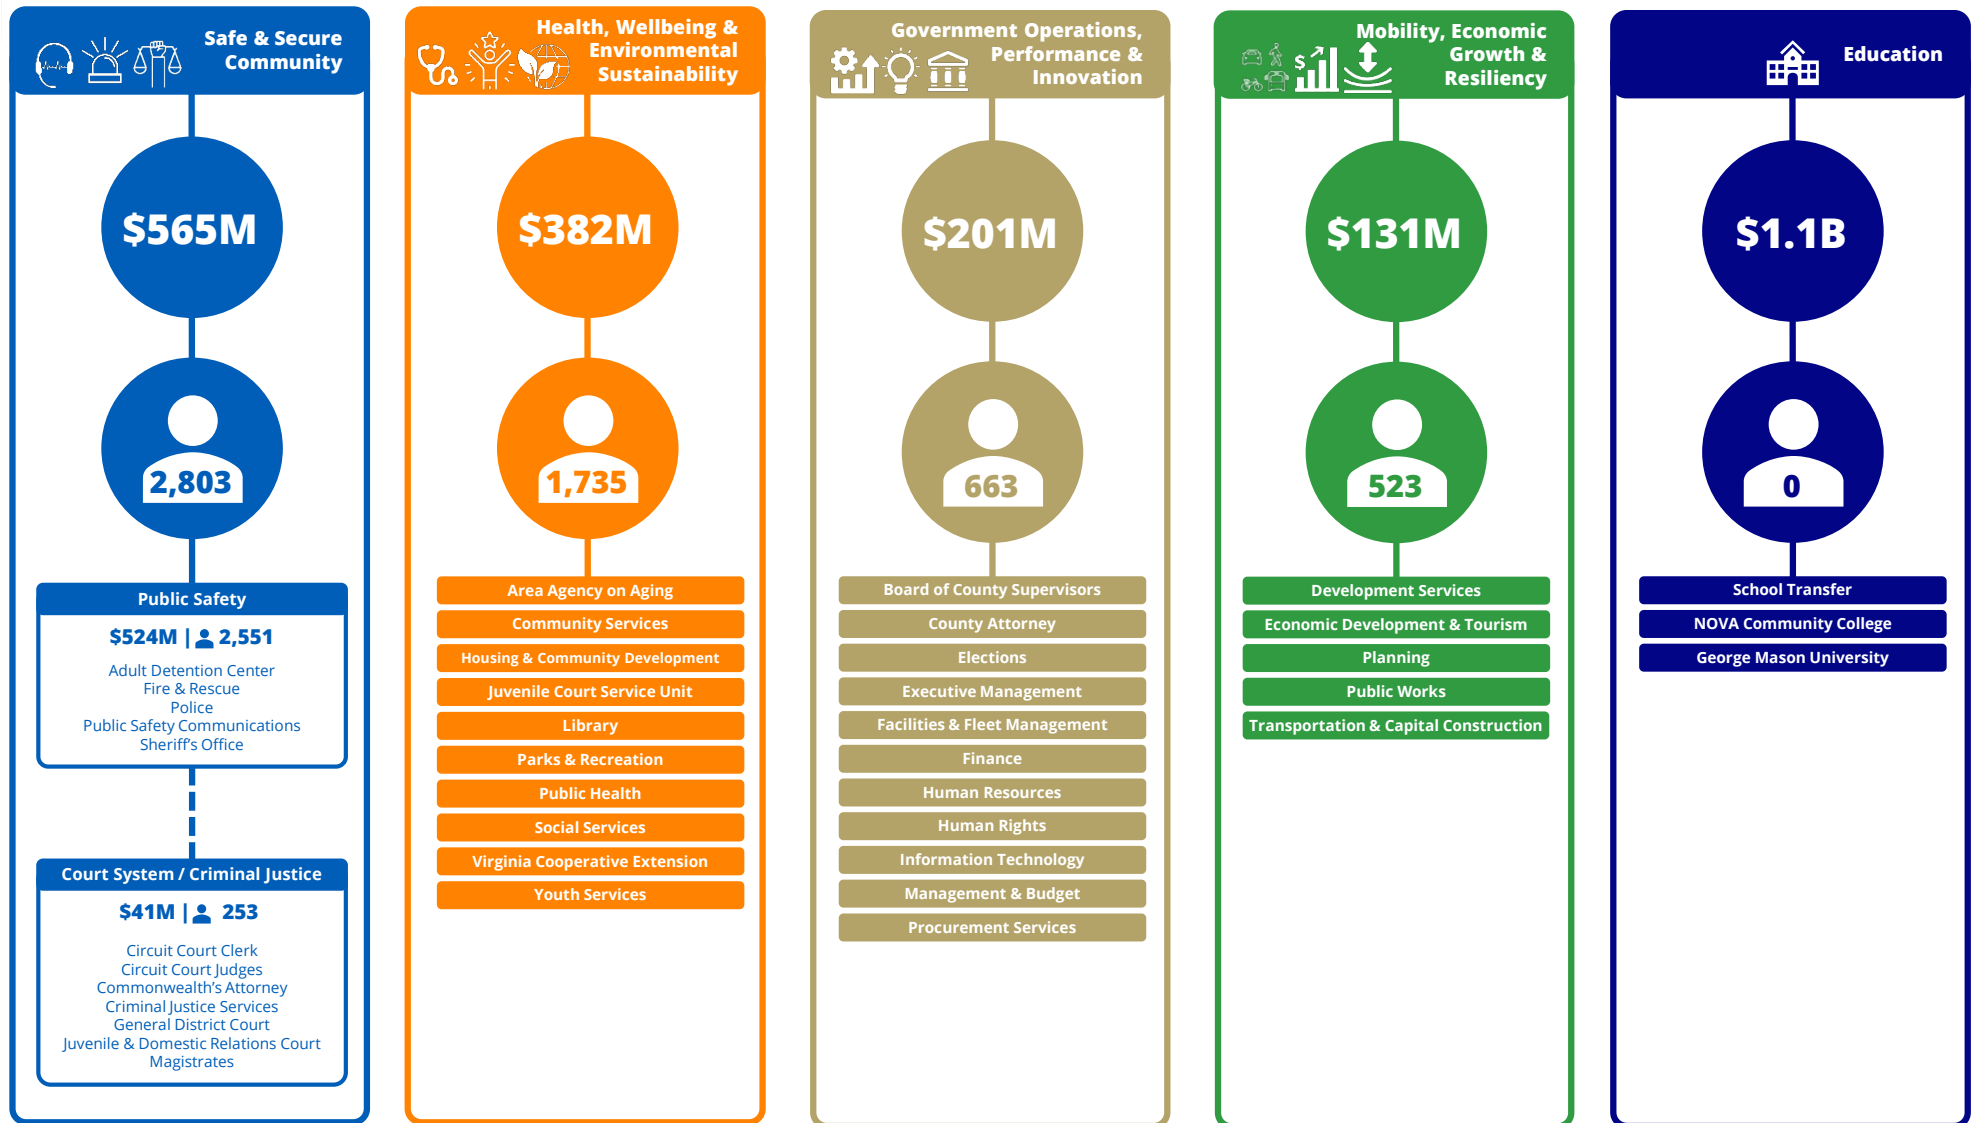 Safe & Secure
Community
$565M
2,803
Public Safety
$524M | 2,551
Adult Detention Center
Fire & Rescue
Police
Public Safety Communications
Sheriff's Office
Court System / Criminal Justice
$41M | 253
Circuit Court Clerk
Circuit Court Judges
Commonwealth's Attorney
Criminal Justice Services
General District Court
Juvenile & Domestic Relations Court
Magistrates
Health, Wellbeing &
Environmental
Sustainability
$382M
1,735
Area Agency on Aging
Community Services
Housing & Community Development
Juvenile Court Service Unit
Library
Parks & Recreation
Public Health
Social Services
Virginia Cooperative Extension
Youth Services
Government Operations,
Performance &
Innovation
$201M
663
Board of County Supervisors
County Attorney
Elections
Executive Management
Facilities & Fleet Management
Finance
Human Resources
Human Rights
Information Technology
Management & Budget
Procurement Services
Mobility, Economic
Growth &
Resiliency
$
$131M
523
Development Services
Economic Development & Tourism
Planning
Public Works
Transportation & Capital Construction
Education
$1.1B
0
School Transfer
NOVA Community College
George Mason University